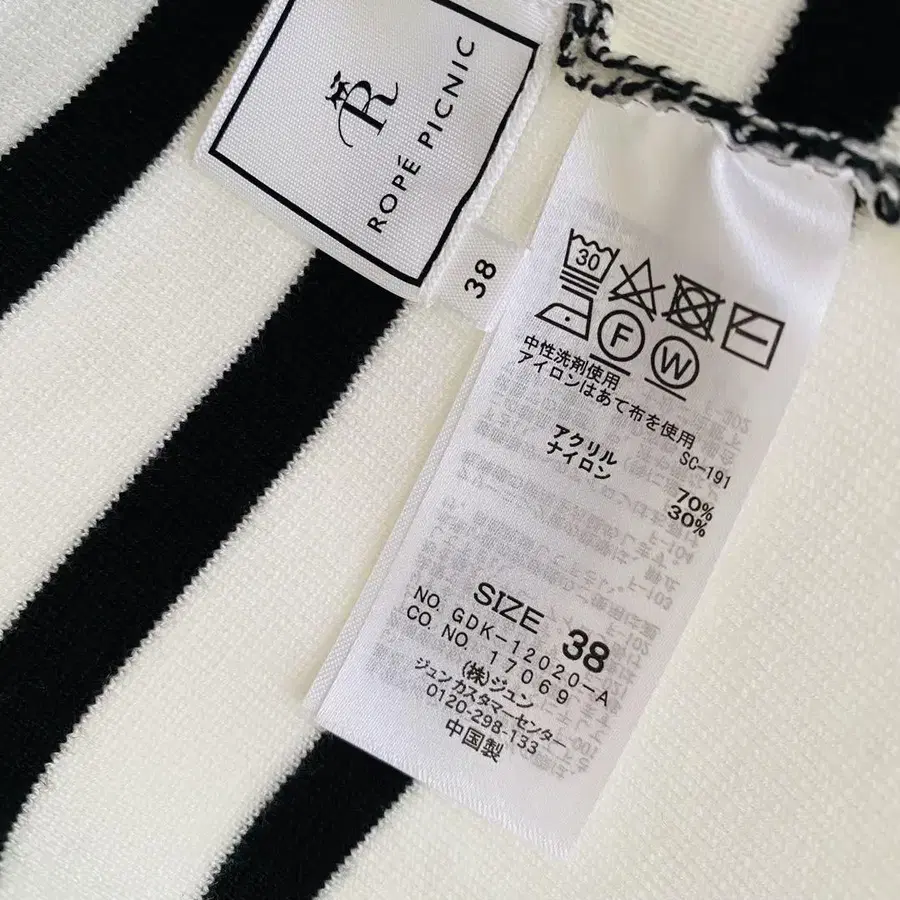 R
ROPÉ PICNIC
38
30
F W
中性洗剤使用
アイロンはあて布を使用
SC-191
アクリル 70%
ナイロン 30%
SIZE 38
NO. GDK-12020-A
CO. NO. 17069
(株)ジュン
ジュンカスタマーセンター
0120-298-133
中国製